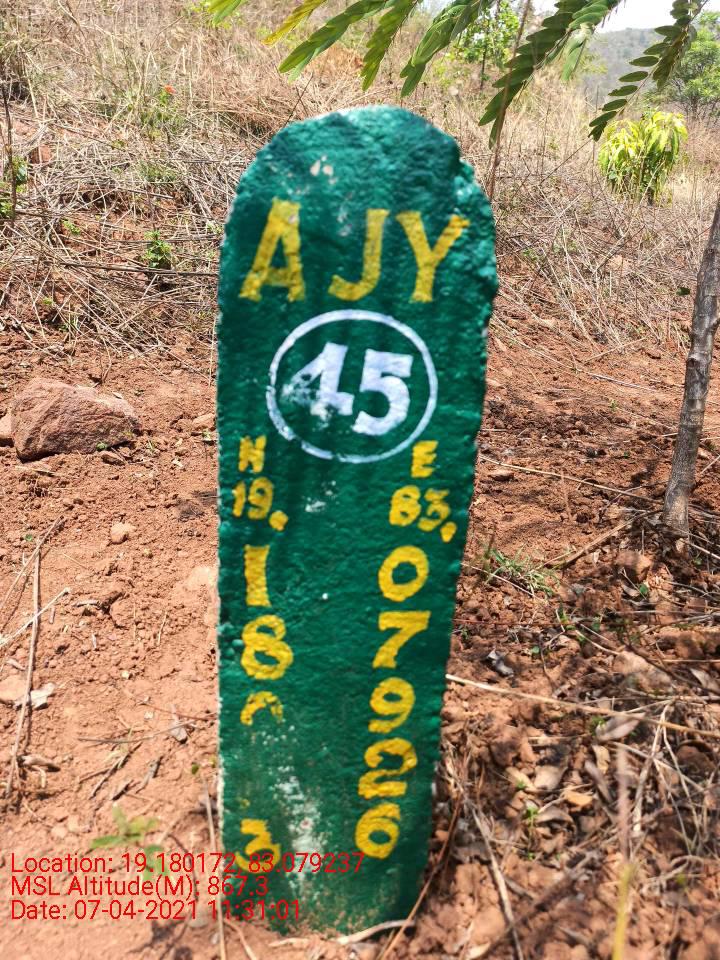 AJY
45
N E
19. 83.
1 0
8 7
9
2
3 6
Location: 19.180172, 83.079237
MSL Altitude(M): 867.3
Date: 07-04-2021 11:31:01